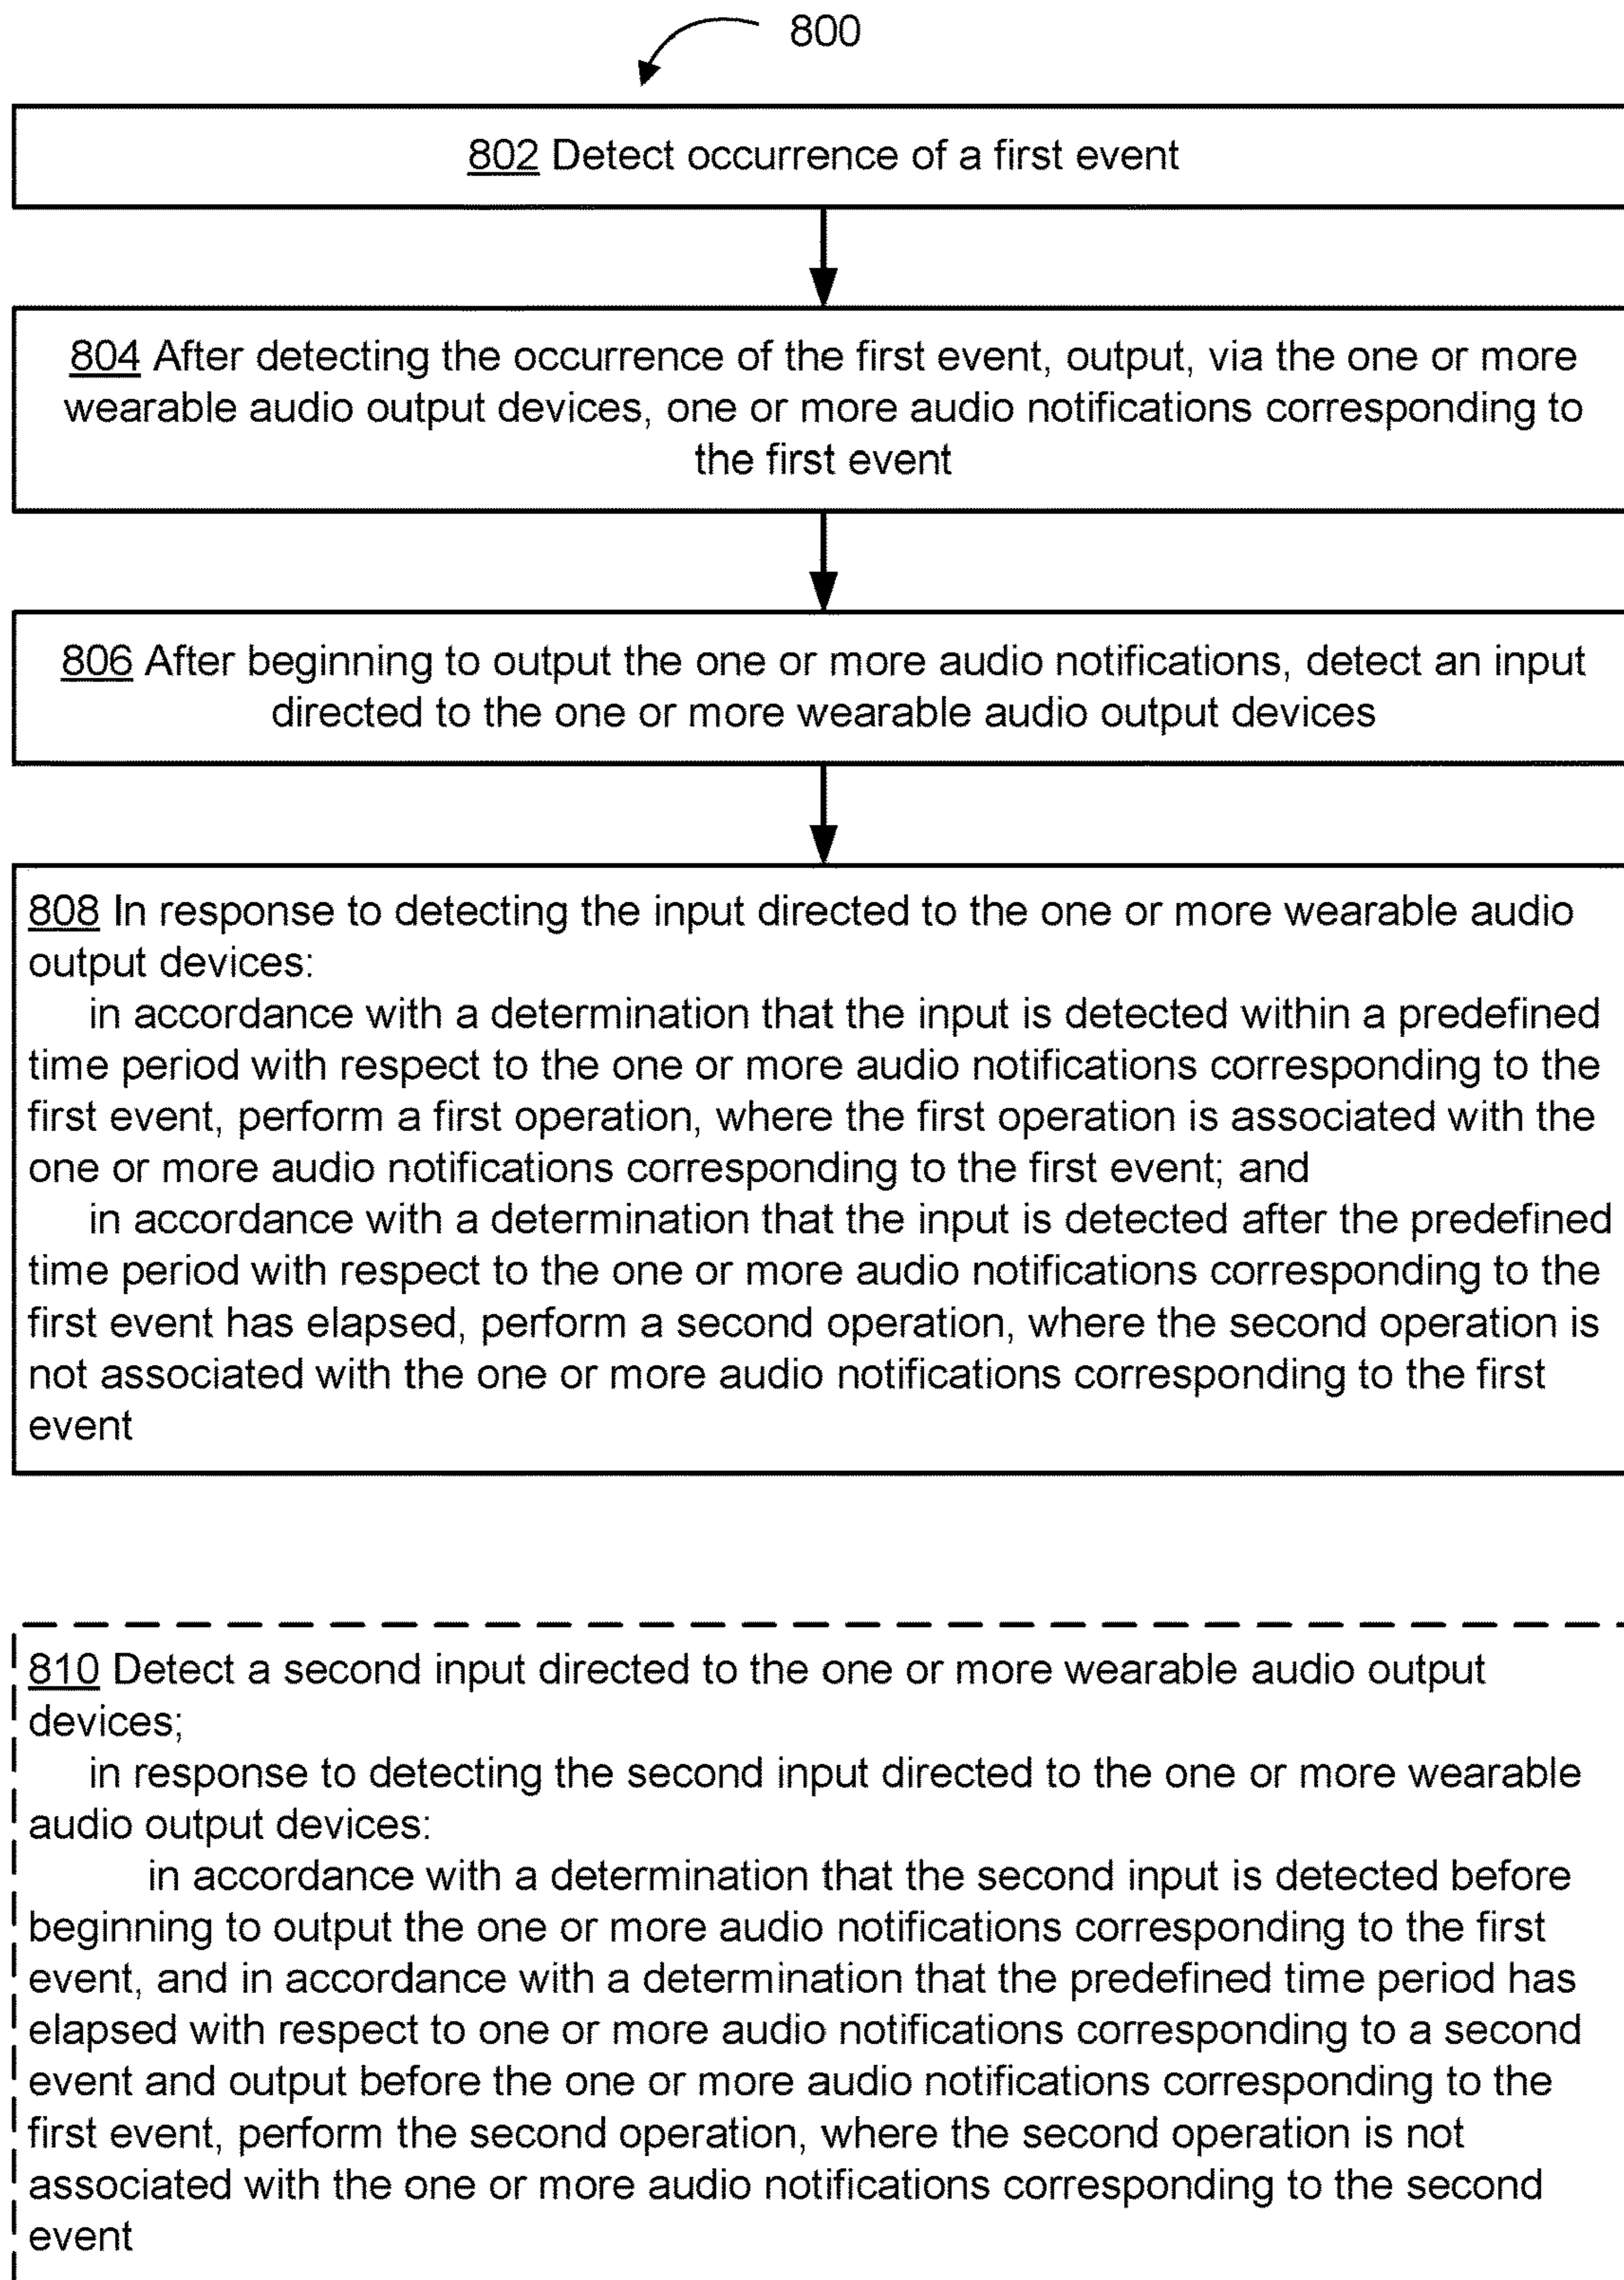 800
802 Detect occurrence of a first event
804 After detecting the occurrence of the first event, output, via the one or more
wearable audio output devices, one or more audio notifications corresponding to
the first event
806 After beginning to output the one or more audio notifications, detect an input
directed to the one or more wearable audio output devices
808 In response to detecting the input directed to the one or more wearable audio
output devices:
in accordance with a determination that the input is detected within a predefined
time period with respect to the one or more audio notifications corresponding to the
first event, perform a first operation, where the first operation is associated with the
one or more audio notifications corresponding to the first event; and
in accordance with a determination that the input is detected after the predefined
time period with respect to the one or more audio notifications corresponding to the
first event has elapsed, perform a second operation, where the second operation is
not associated with the one or more audio notifications corresponding to the first
event
810 Detect a second input directed to the one or more wearable audio output
devices;
in response to detecting the second input directed to the one or more wearable
audio output devices:
in accordance with a determination that the second input is detected before
beginning to output the one or more audio notifications corresponding to the first
event, and in accordance with a determination that the predefined time period has
elapsed with respect to one or more audio notifications corresponding to a second
event and output before the one or more audio notifications corresponding to the
first event, perform the second operation, where the second operation is not
associated with the one or more audio notifications corresponding to the second
event